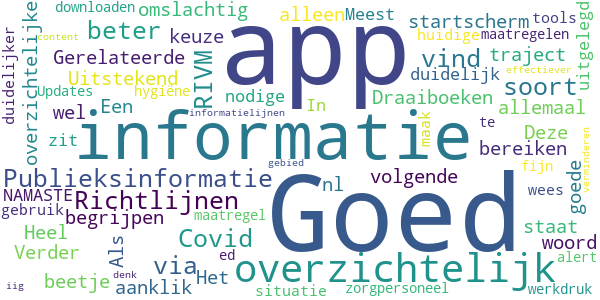 downloaden omslachtig alleen Meest startscherm tools
duidelijker overzichtelijke beter keuze app huidige maatregelen uitgelegd
Gerelateerde RIVM vind traject
Uitstekend duidelijk effectiever
content Updates hygiëne nodige Draaiboeken soort
Een In allemaal
wel informatie informatielijnen Deze te
zit maak bereiken
gebied fijn verminderen
Publieksinformatie Goed nl volgende
NAMASTE Richtlijnen wees goede
gebruik begrijpen maatregel staat
Heel Als Covid woord
Verder via Het ed overzichtelijk alert
beetje aanklik situatie zorgpersoneel werkdruk
iig denk